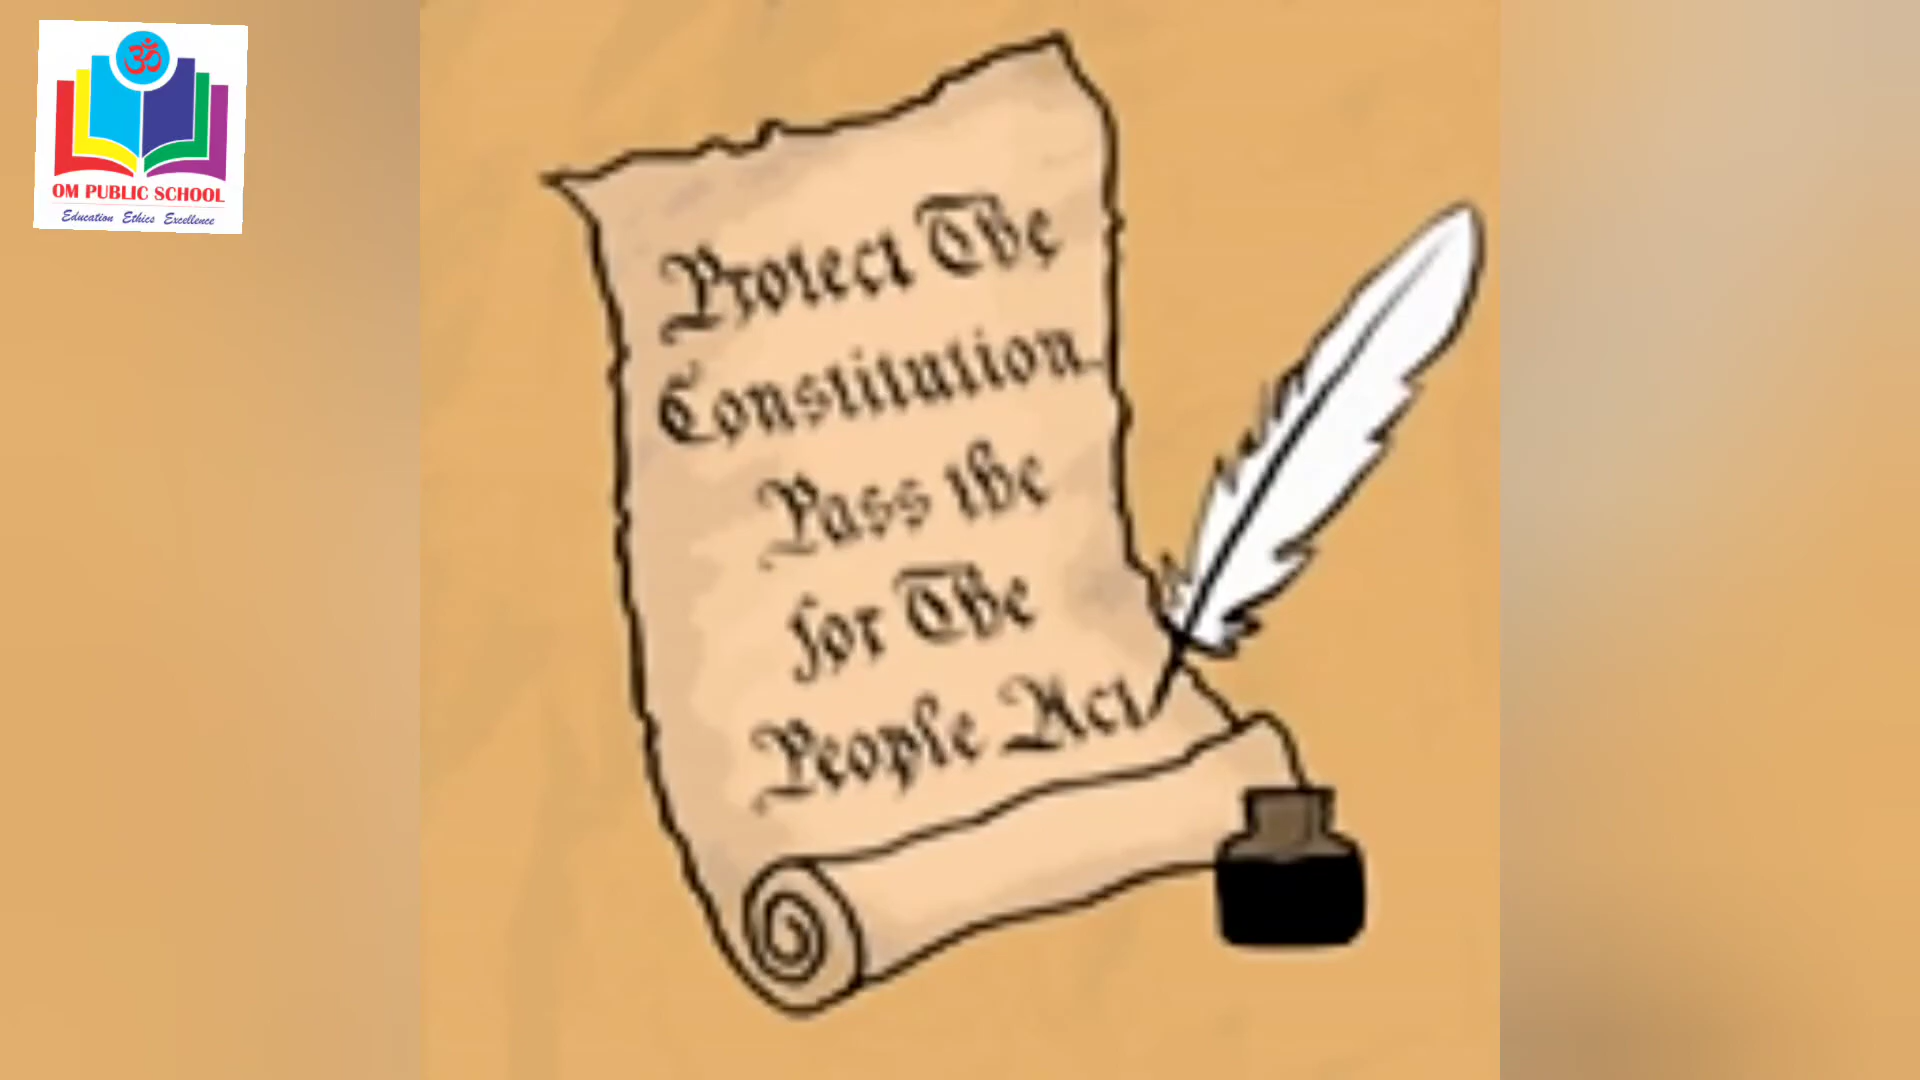 ॐ
OM PUBLIC SCHOOL
Education Ethics Excellence
Protect The
Constitution
Pass the
for The
People Act